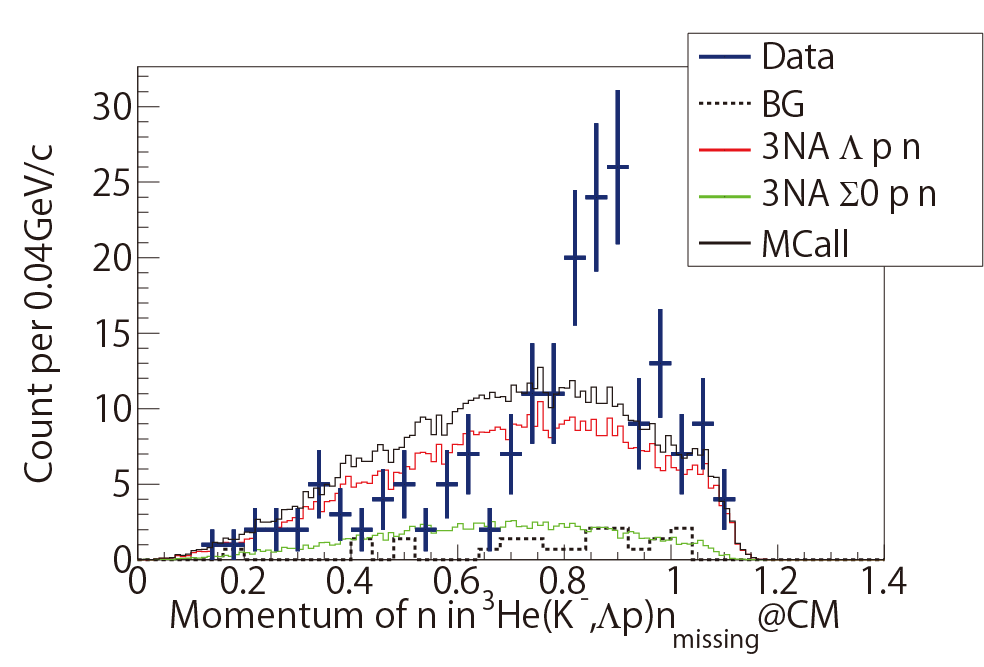 Data
BG
3NA Λ p n
3NA Σ0 p n
MCall
Count per 0.04GeV/c
30
25
20
15
10
5
0
0 0.2 0.4 0.6 0.8 1 1.2 1.4
Momentum of n in ³He(K⁻,Λp)n missing @CM